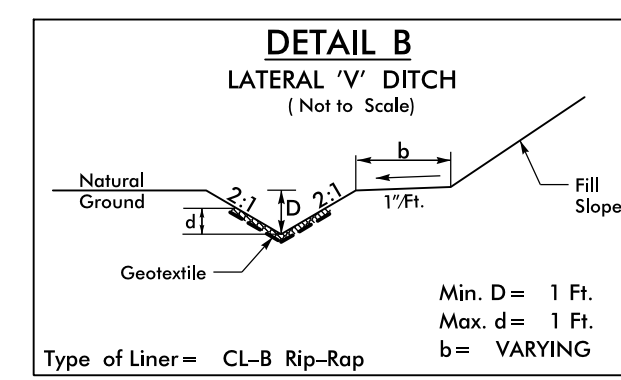 DETAIL B
LATERAL 'V' DITCH
( Not to Scale)
b
Natural
Ground
2:1
D
2:1
1"/Ft.
Fill
Slope
d
Geotextile
Min. D = 1 Ft.
Max. d = 1 Ft.
b = VARYING
Type of Liner = CL-B Rip-Rap